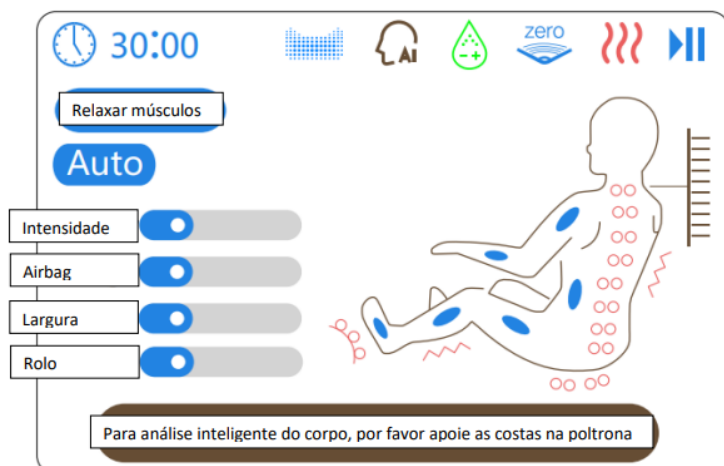 30:00
AI
zero
Relaxar músculos
Auto
Intensidade
Airbag
Largura
Rolo
Para análise inteligente do corpo, por favor apoie as costas na poltrona